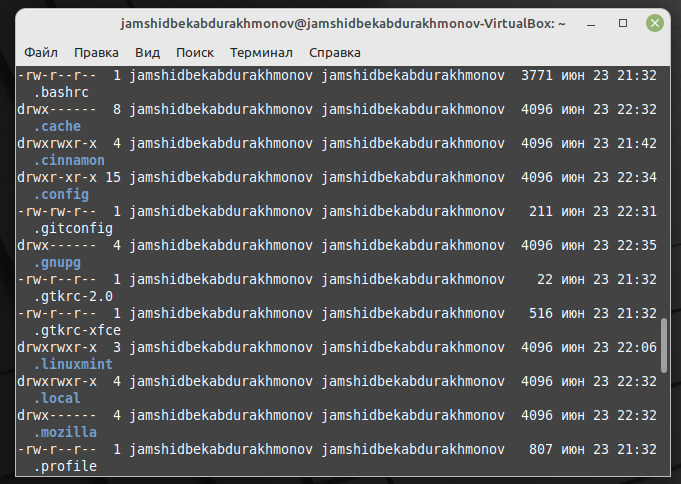 jamshidbekabdurakhmonov@jamshidbekabdurakhmonov-VirtualBox: ~
Файл Правка Вид Поиск Терминал Справка
-rw-r--r--  1 jamshidbekabdurakhmonov jamshidbekabdurakhmonov  3771 июн 23 21:32
  .bashrc
drwx------  8 jamshidbekabdurakhmonov jamshidbekabdurakhmonov  4096 июн 23 22:32
  .cache
drwxrwxr-x  4 jamshidbekabdurakhmonov jamshidbekabdurakhmonov  4096 июн 23 21:42
  .cinnamon
drwxr-xr-x 15 jamshidbekabdurakhmonov jamshidbekabdurakhmonov  4096 июн 23 22:34
  .config
-rw-rw-r--  1 jamshidbekabdurakhmonov jamshidbekabdurakhmonov   211 июн 23 22:31
  .gitconfig
drwx------  4 jamshidbekabdurakhmonov jamshidbekabdurakhmonov  4096 июн 23 22:35
  .gnupg
-rw-r--r--  1 jamshidbekabdurakhmonov jamshidbekabdurakhmonov    22 июн 23 21:32
  .gtkrc-2.0
-rw-r--r--  1 jamshidbekabdurakhmonov jamshidbekabdurakhmonov   516 июн 23 21:32
  .gtkrc-xfce
drwxrwxr-x  3 jamshidbekabdurakhmonov jamshidbekabdurakhmonov  4096 июн 23 22:06
  .linuxmint
drwxrwxr-x  4 jamshidbekabdurakhmonov jamshidbekabdurakhmonov  4096 июн 23 22:32
  .local
drwx------  4 jamshidbekabdurakhmonov jamshidbekabdurakhmonov  4096 июн 23 22:32
  .mozilla
-rw-r--r--  1 jamshidbekabdurakhmonov jamshidbekabdurakhmonov   807 июн 23 21:32
  .profile